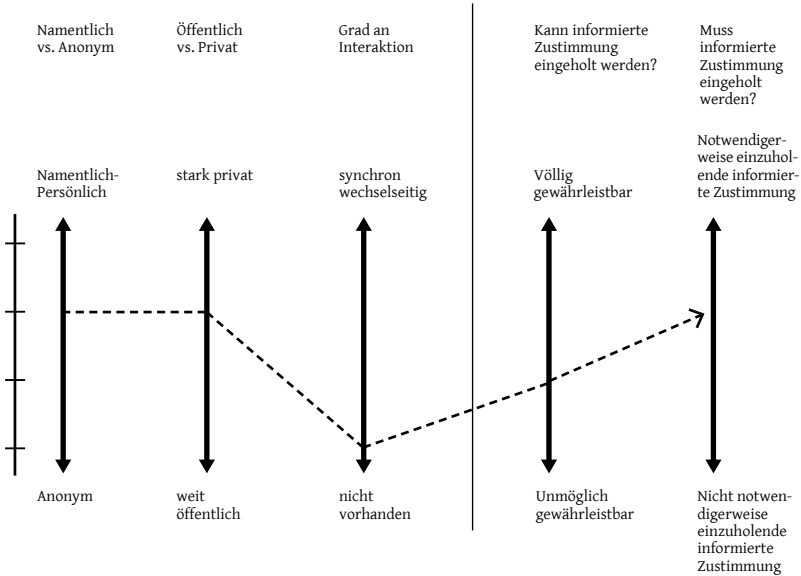 Namentlich
vs. Anonym
Öffentlich
vs. Privat
Grad an
Interaktion
Kann informierte
Zustimmung
eingeholt werden?
Muss
informierte
Zustimmung
eingeholt
werden?
Namentlich-
Persönlich
stark privat
synchron
wechselseitig
Völlig
gewährleistbar
Notwendiger-
weise einzuhol-
ende informier-
te Zustimmung
Anonym
weit
öffentlich
nicht
vorhanden
Unmöglich
gewährleistbar
Nicht notwen-
digerweise
einzuholende
informierte
Zustimmung